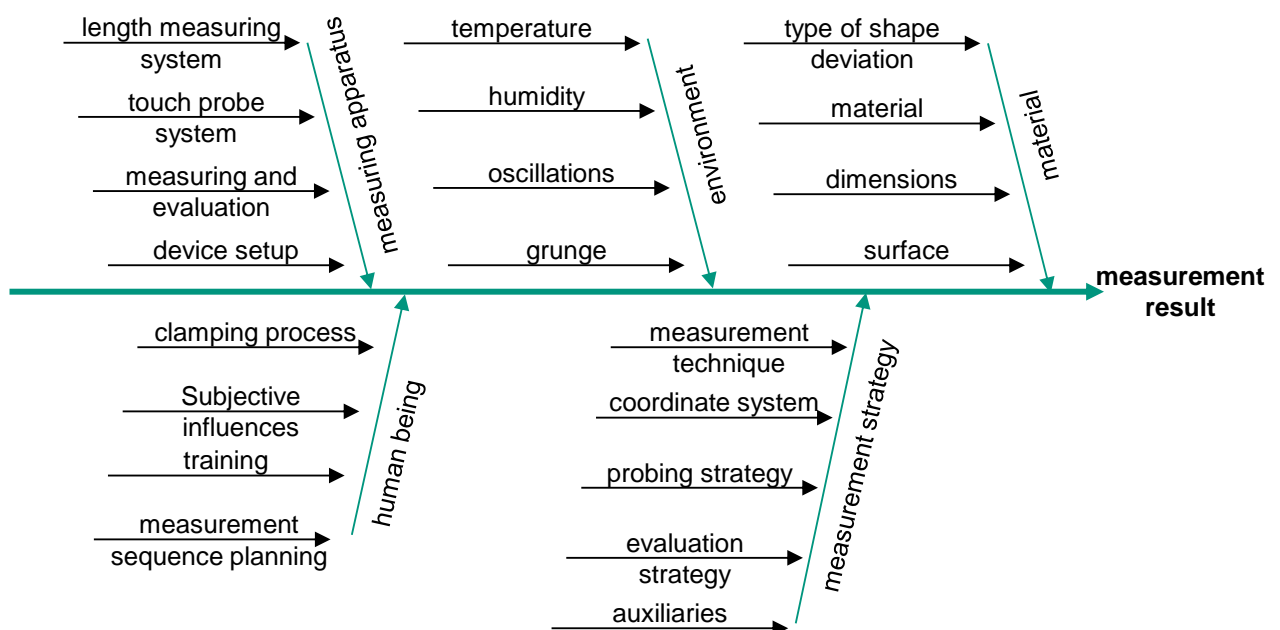 length measuring
system
touch probe
system
measuring and
evaluation
device setup
measuring apparatus
temperature
humidity
oscillations
grunge
environment
type of shape
deviation
material
dimensions
surface
material
measurement
result
clamping process
Subjective
influences
training
measurement
sequence planning
human being
measurement
technique
coordinate system
probing strategy
evaluation
strategy
auxiliaries
measurement strategy